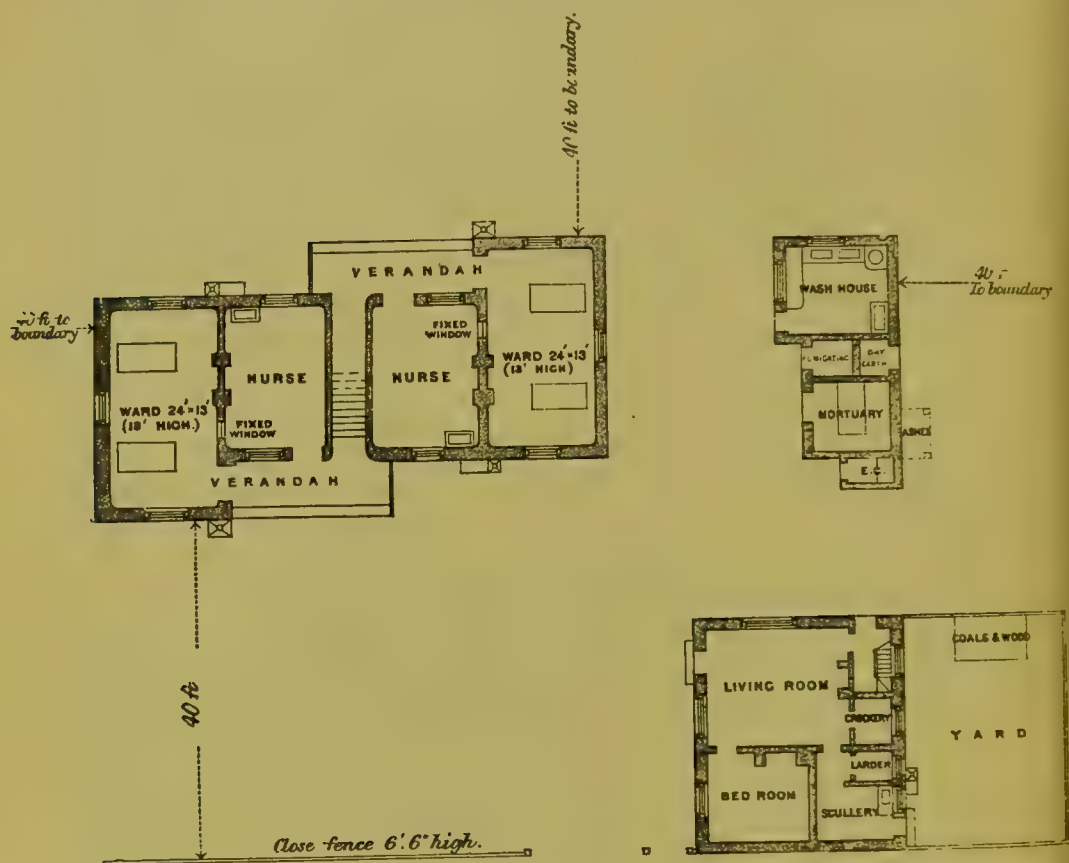 40 ft to boundary.
VERANDAH
40 ft to
boundary
FIXED
WINDOW
NURSE
NURSE
WARD 24'×13'
(13' HIGH)
WARD 24'×13'
(13' HIGH.)
FIXED
WINDOW
VERANDAH
40 ft
Close fence 6'.6" high.
WASH HOUSE
40
To boundary
FUMIGATING
DRY
EARTH
MORTUARY
ASHES
E.C.
COALS & WOOD
LIVING ROOM
CROCKERY
YARD
LARDER
BED ROOM
SCULLERY